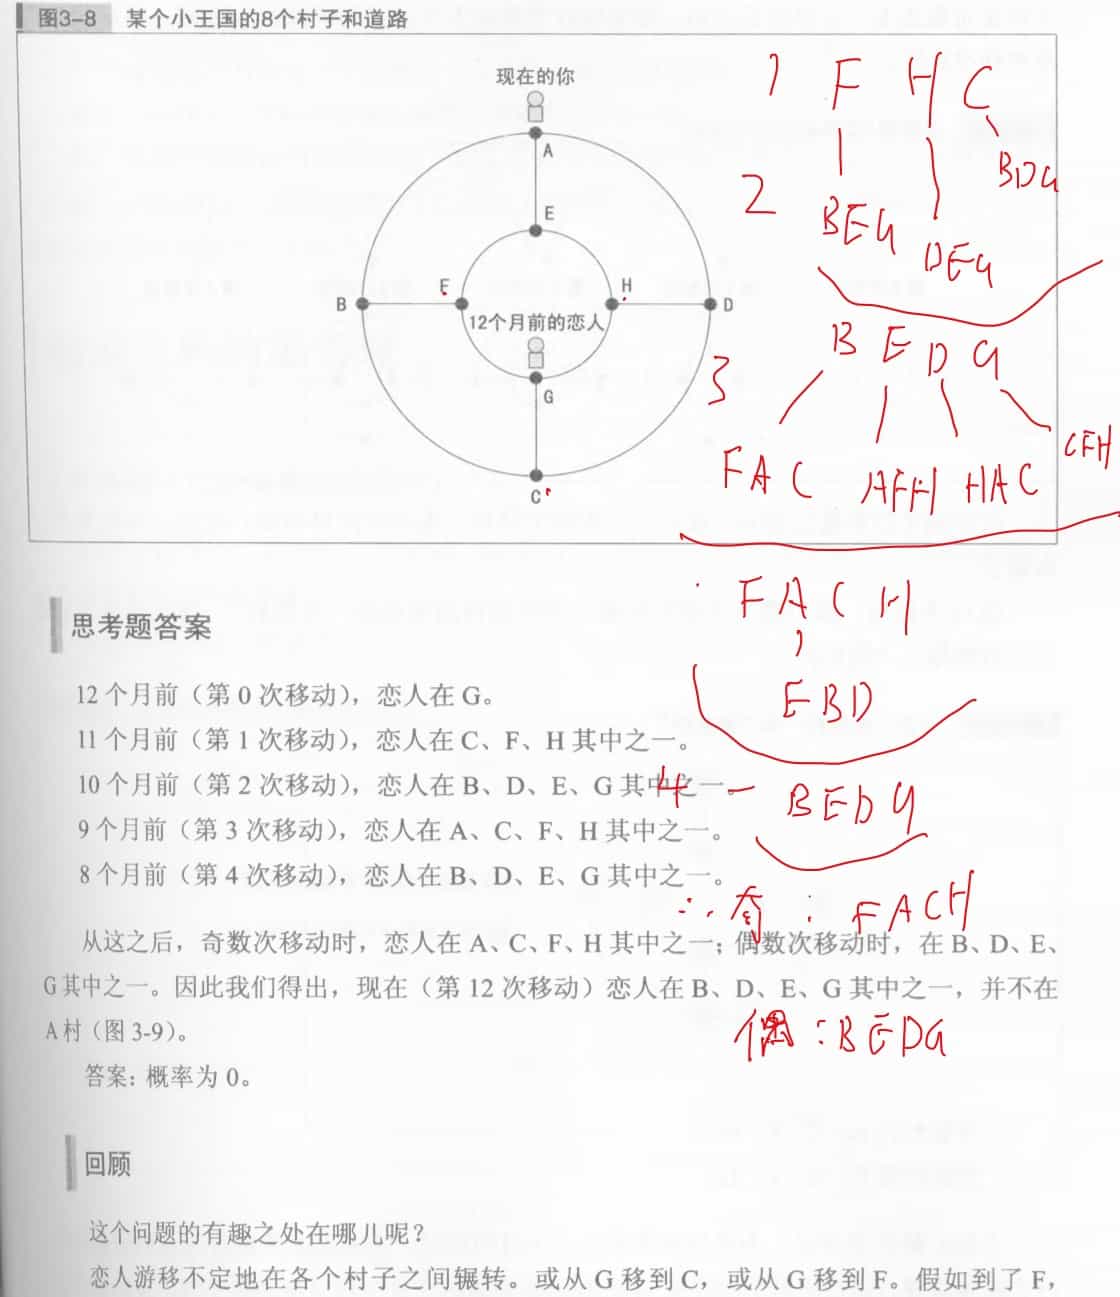 图3-8 某个小王国的8个村子和道路
现在的你
A
E
B
F
H
D
12个月前的恋人
G
C
1 F H C
BDG
2 BEG DEG
B E D G
3
FAC AFH HAC CFH
FACH
EBD
4 - BEDG
∴ 奇: FACH
偶: BEDG
思考题答案
12 个月前（第 0 次移动），恋人在 G。
11 个月前（第 1 次移动），恋人在 C、F、H 其中之一。
10 个月前（第 2 次移动），恋人在 B、D、E、G 其中之一。
9 个月前（第 3 次移动），恋人在 A、C、F、H 其中之一。
8 个月前（第 4 次移动），恋人在 B、D、E、G 其中之一。
从这之后，奇数次移动时，恋人在 A、C、F、H 其中之一；偶数次移动时，在 B、D、E、
G 其中之一。因此我们得出，现在（第 12 次移动）恋人在 B、D、E、G 其中之一，并不在
A 村（图 3-9）。
答案：概率为 0。
回顾
这个问题的有趣之处在哪儿呢？
恋人游移不定地在各个村子之间辗转。或从 G 移到 C，或从 G 移到 F。假如到了 F，